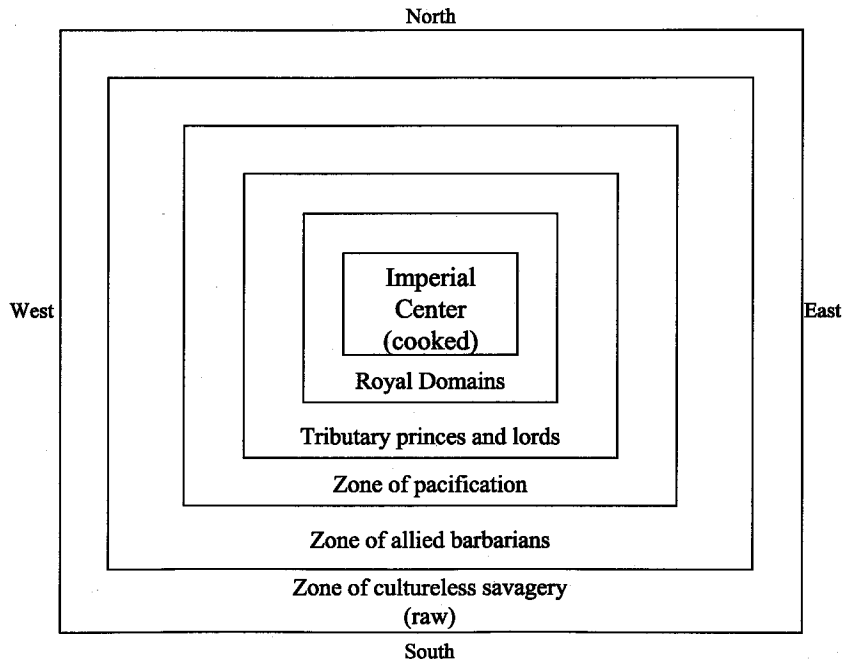 North
West
East
Imperial
Center
(cooked)
Royal Domains
Tributary princes and lords
Zone of pacification
Zone of allied barbarians
Zone of cultureless savagery
(raw)
South